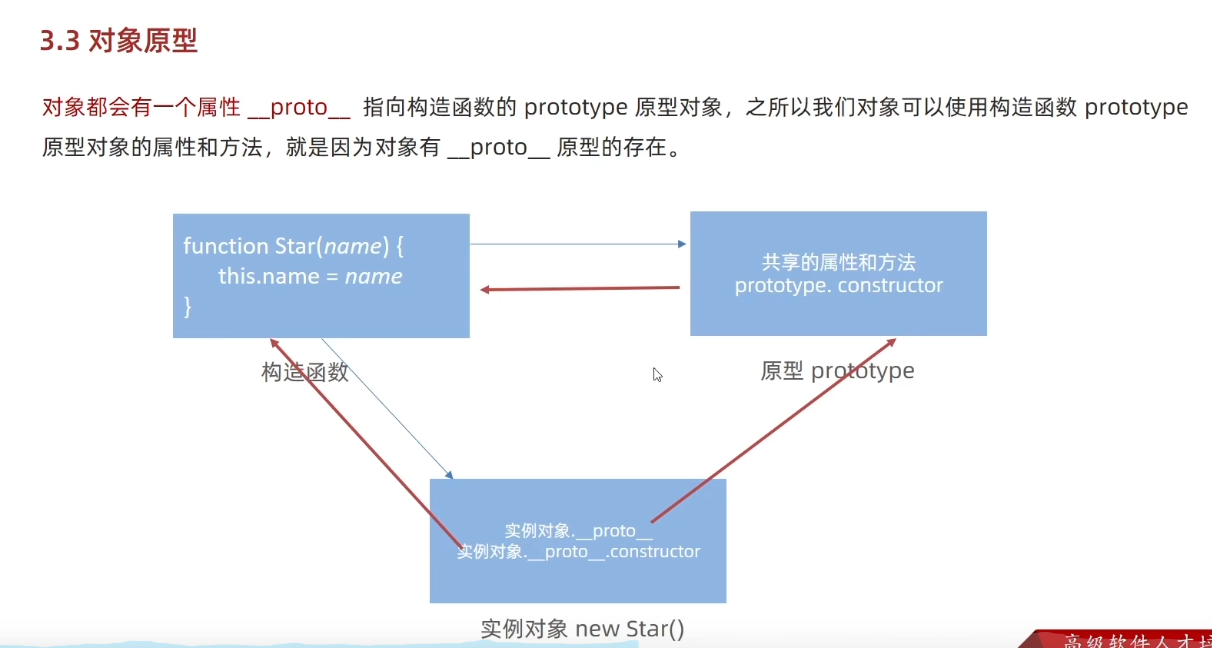 3.3 对象原型
对象都会有一个属性 __proto__ 指向构造函数的 prototype 原型对象，之所以我们对象可以使用构造函数 prototype
原型对象的属性和方法，就是因为对象有 __proto__ 原型的存在。
function Star(name) {
this.name = name
}
共享的属性和方法
prototype. constructor
构造函数
原型 prototype
实例对象.__proto__
实例对象.__proto__.constructor
实例对象 new Star()
高级软件人才培